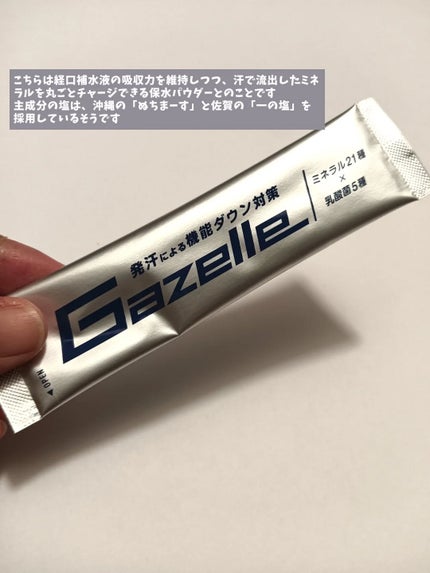 こちらは経口補水液の吸収力を維持しつつ、汗で流出したミネ
ラルを丸ごとチャージできる保水パウダーとのことです
主成分の塩は、沖縄の「ぬちまーす」と佐賀の「一の塩」を
採用しているそうです
発汗による機能ダウン対策
Gazelle
ミネラル21種
×
乳酸菌5種
◀ OPEN